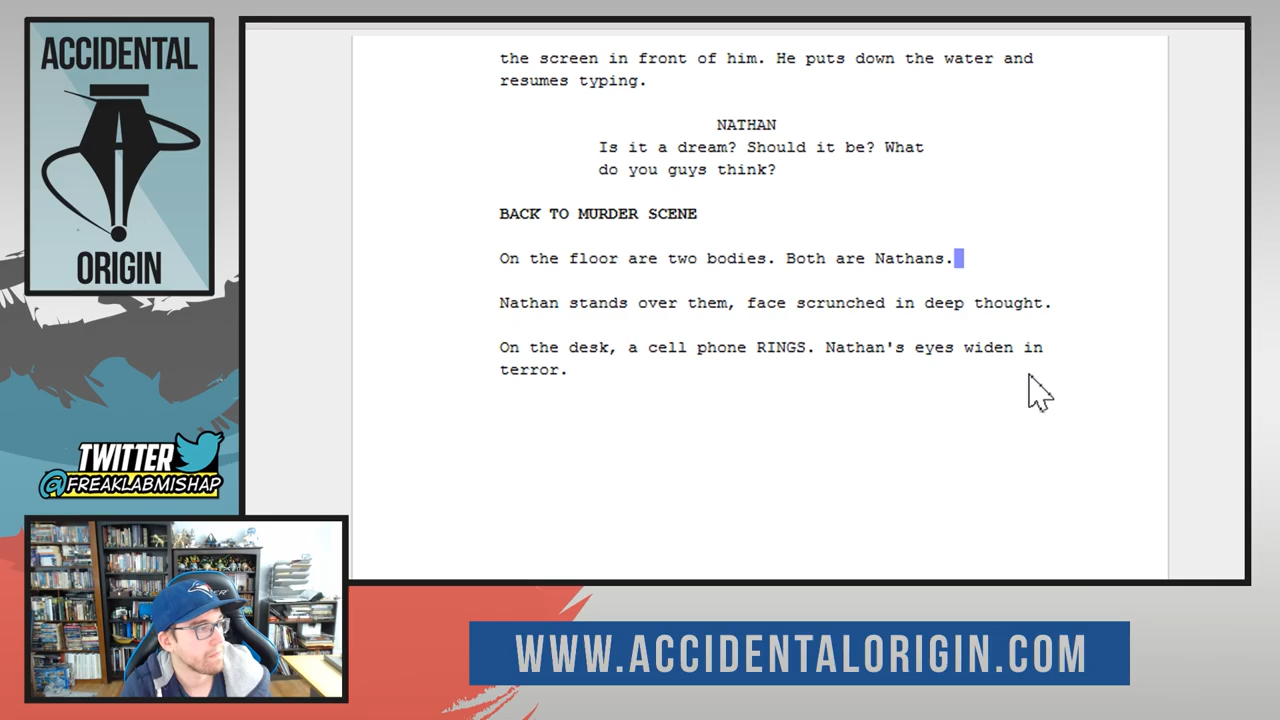 ACCIDENTAL
ORIGIN
the screen in front of him. He puts down the water and
resumes typing.
NATHAN
Is it a dream? Should it be? What
do you guys think?
BACK TO MURDER SCENE
On the floor are two bodies. Both are Nathans.
Nathan stands over them, face scrunched in deep thought.
On the desk, a cell phone RINGS. Nathan's eyes widen in
terror.
TWITTER
@FREAKLABMISHAP
WWW.ACCIDENTALORIGIN.COM